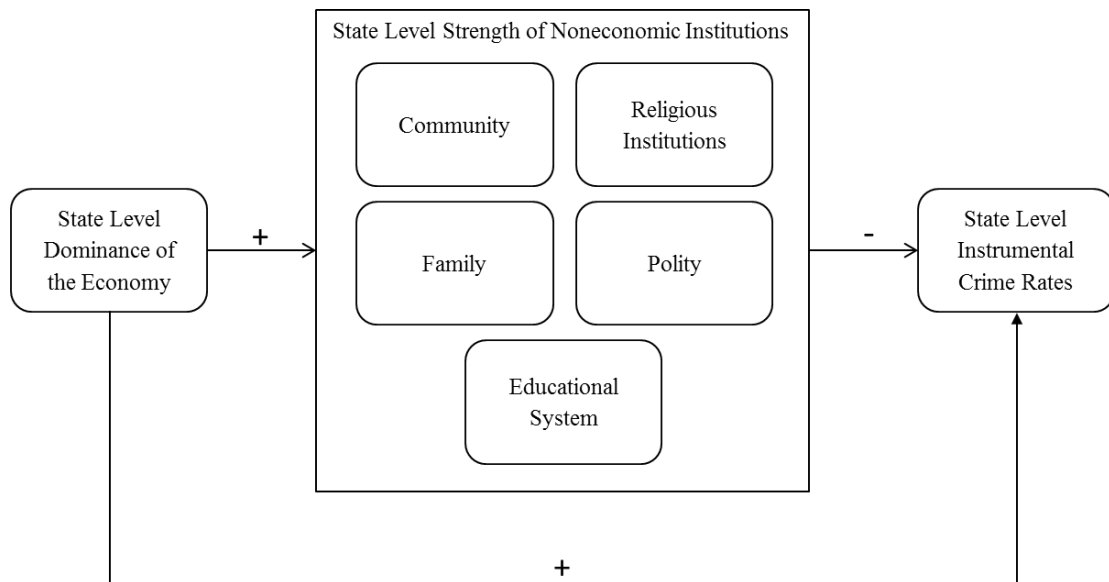 State Level Strength of Noneconomic Institutions
Community
Religious
Institutions
State Level
Dominance of
the Economy
+
Family
Polity
-
State Level
Instrumental
Crime Rates
Educational
System
+